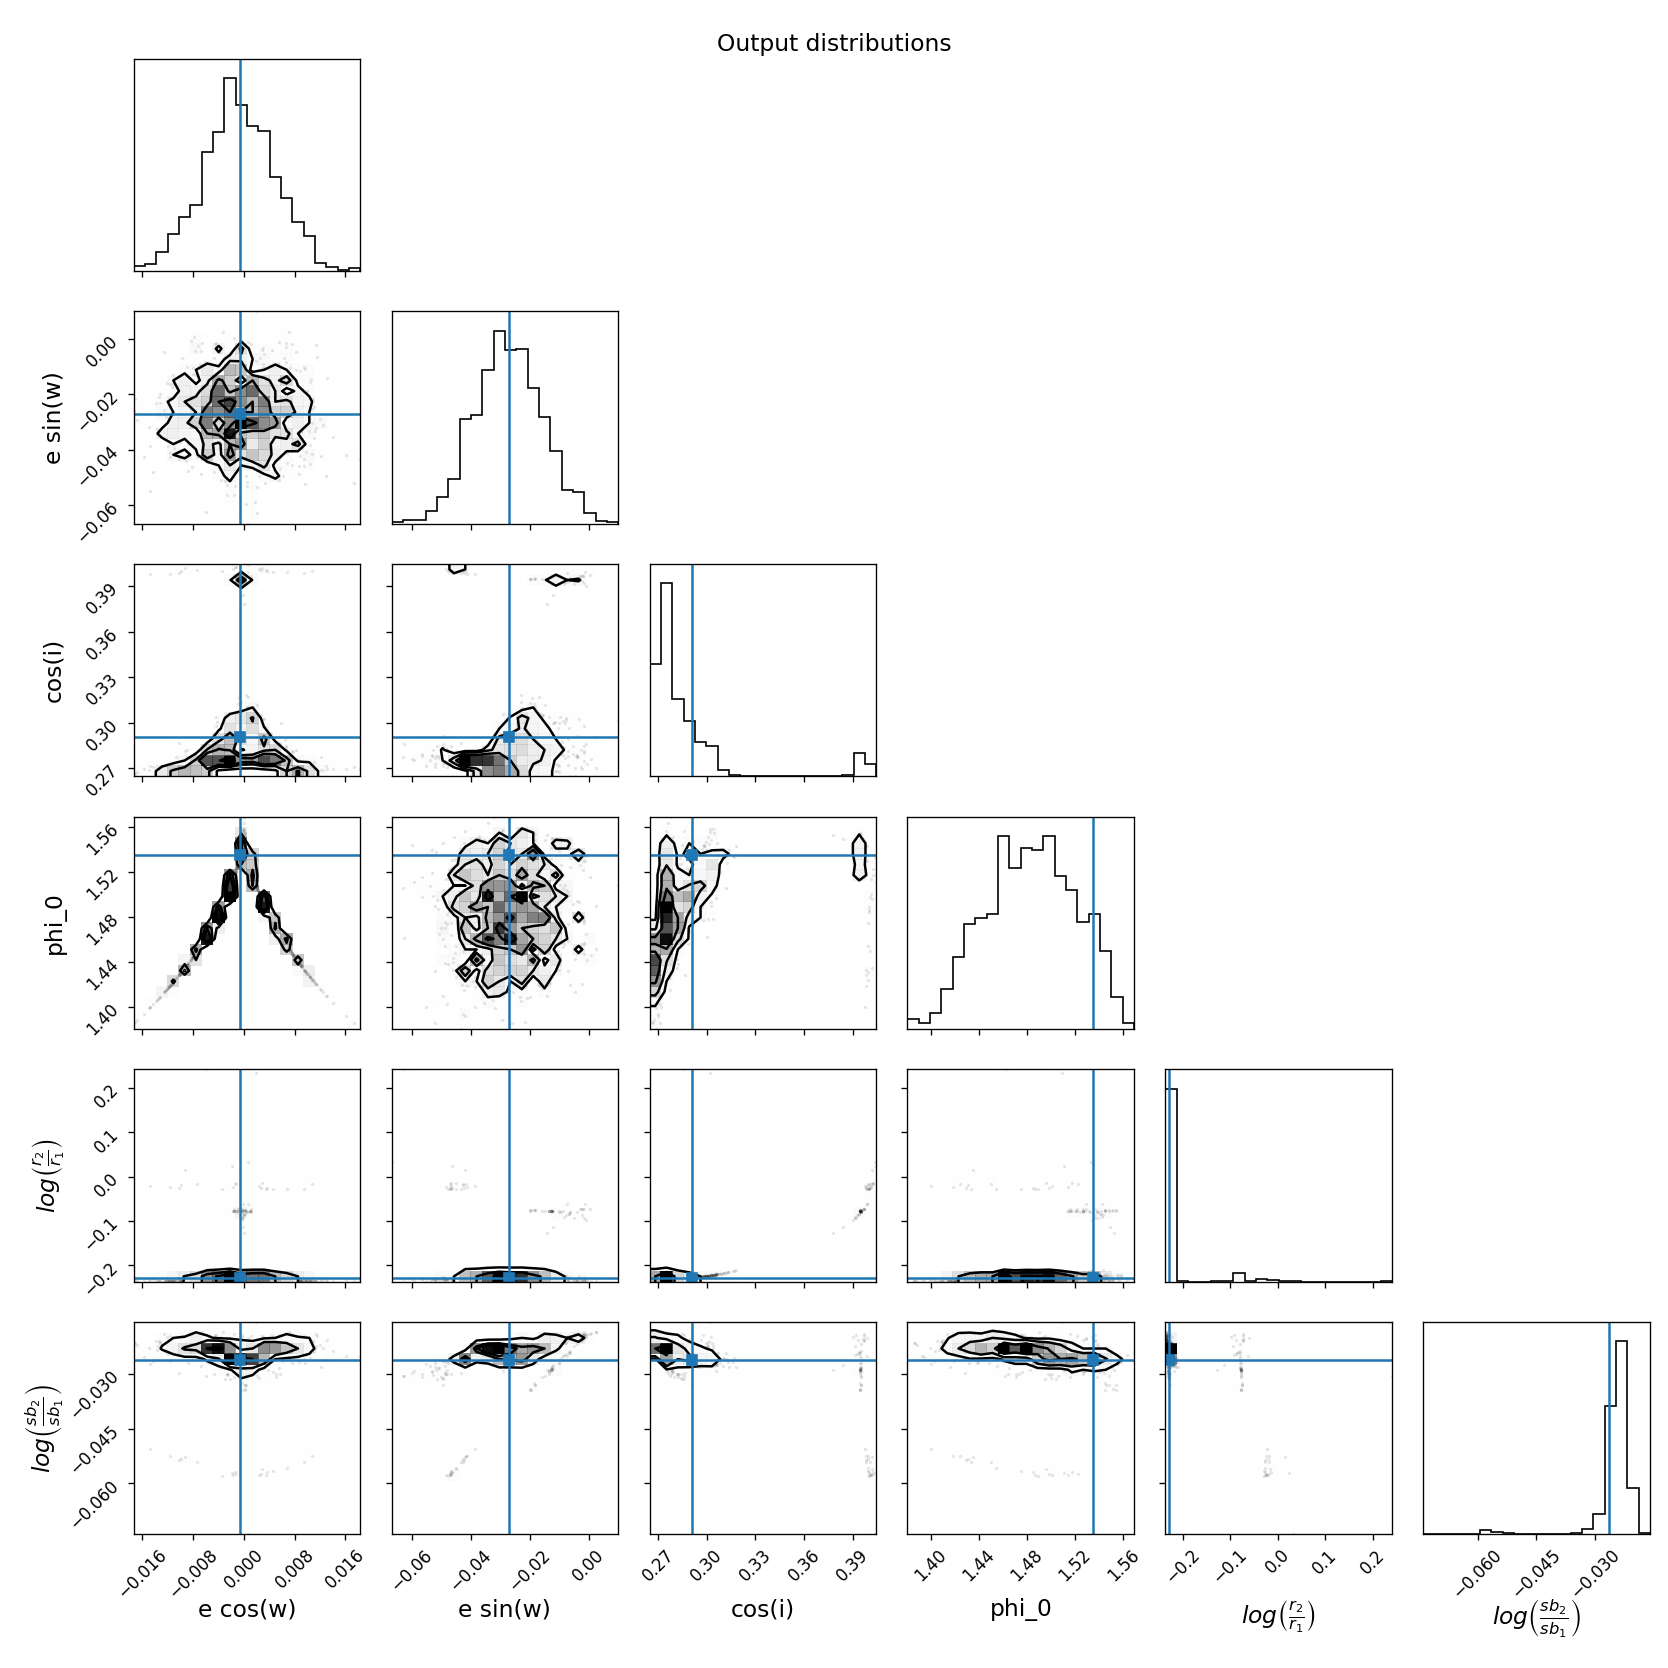 Output distributions
0.00
−0.02
−0.04
−0.06
e sin(w)
0.39
0.36
0.33
0.30
0.27
cos(i)
1.56
1.52
1.48
1.44
1.40
phi_0
0.2
0.1
0.0
−0.1
−0.2
log(r₂/r₁)
−0.030
−0.045
−0.060
log(sb₂/sb₁)
−0.016 −0.008 0.000 0.008 0.016 −0.06 −0.04 −0.02 0.00 0.27 0.30 0.33 0.36 0.39 1.40 1.44 1.48 1.52 1.56 −0.2 −0.1 0.0 0.1 0.2 −0.060 −0.045 −0.030
e cos(w) e sin(w) cos(i) phi_0 log(r₂/r₁) log(sb₂/sb₁)